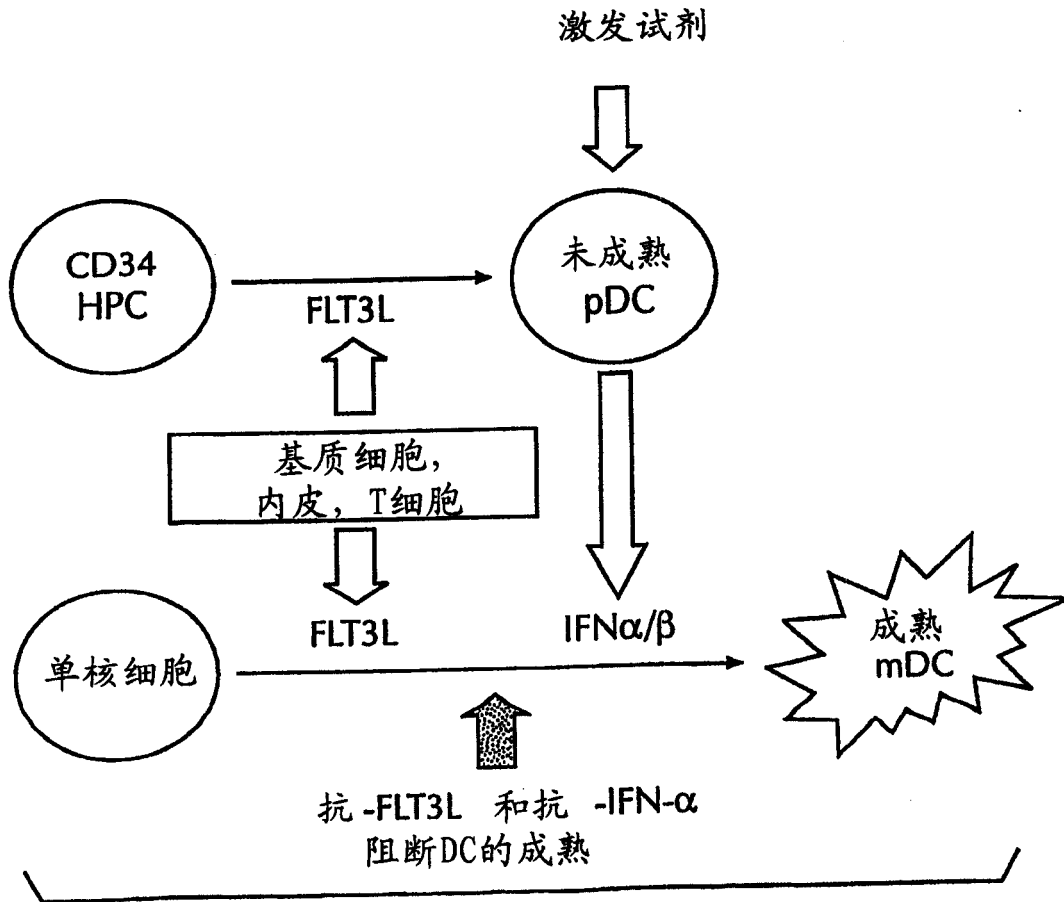 激发试剂
CD34
HPC
FLT3L
未成熟
pDC
基质细胞,
内皮, T细胞
FLT3L
IFNα/β
单核细胞
成熟
mDC
抗-FLT3L 和抗-IFN-α
阻断DC的成熟